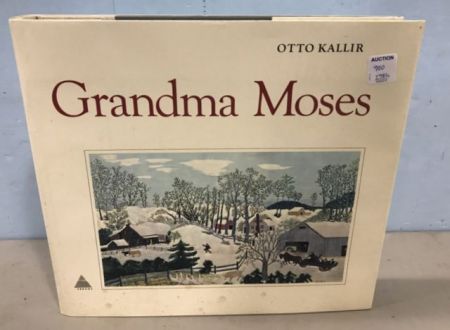 OTTO KALLIR
AUCTION
Grandma Moses